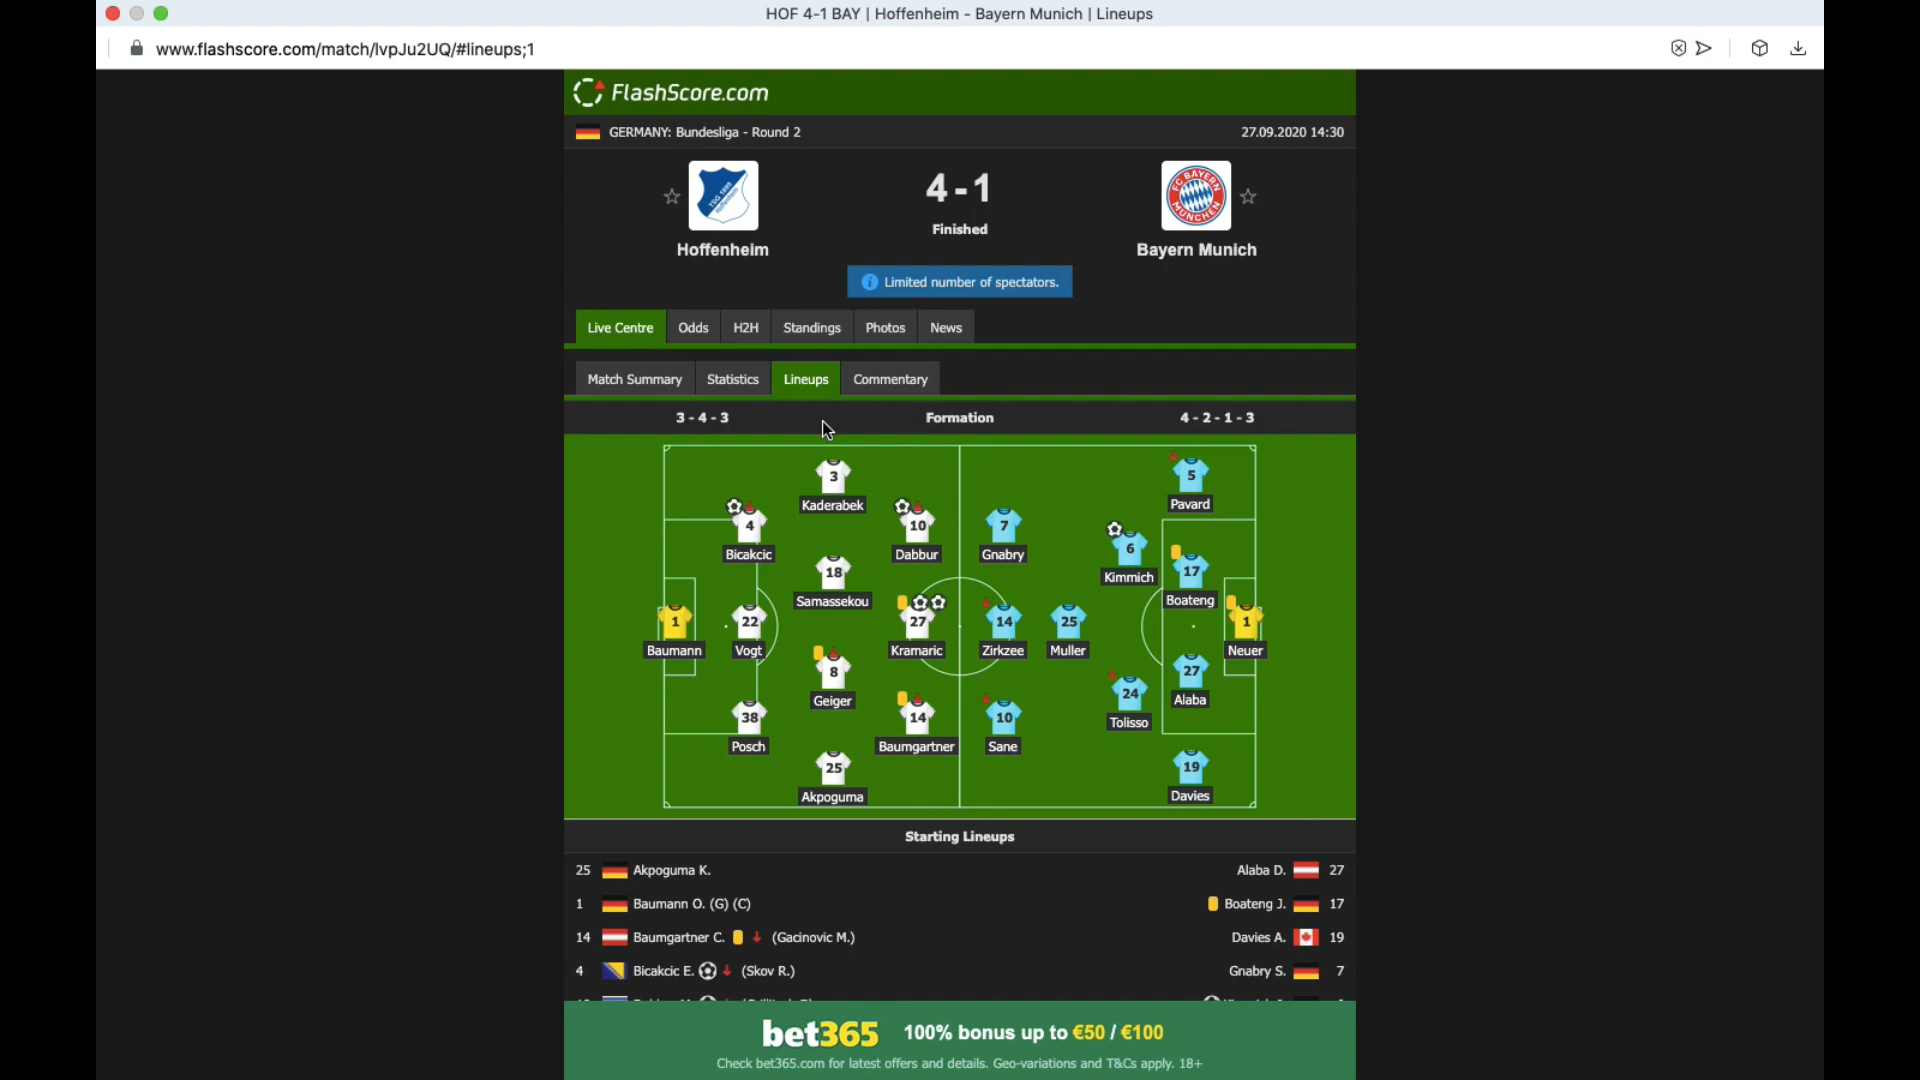 HOF 4-1 BAY | Hoffenheim - Bayern Munich | Lineups
www.flashscore.com/match/lvpJu2UQ/#lineups;1
FlashScore.com
GERMANY: Bundesliga - Round 2 27.09.2020 14:30
4 - 1
Finished
Hoffenheim Bayern Munich
Limited number of spectators.
Live Centre Odds H2H Standings Photos News
Match Summary Statistics Lineups Commentary
3 - 4 - 3 Formation 4 - 2 - 1 - 3
3 Kaderabek
5 Pavard
4 Bicakcic
10 Dabbur
7 Gnabry
6 Kimmich
18 Samassekou
17 Boateng
1 Baumann
22 Vogt
27 Kramaric
14 Zirkzee
25 Muller
1 Neuer
8 Geiger
27 Alaba
24 Tolisso
38 Posch
14 Baumgartner
10 Sane
25 Akpoguma
19 Davies
Starting Lineups
25 Akpoguma K. Alaba D. 27
1 Baumann O. (G) (C) Boateng J. 17
14 Baumgartner C. (Gacinovic M.) Davies A. 19
4 Bicakcic E. (Skov R.) Gnabry S. 7
bet365 100% bonus up to €50 / €100
Check bet365.com for latest offers and details. Geo-variations and T&Cs apply. 18+